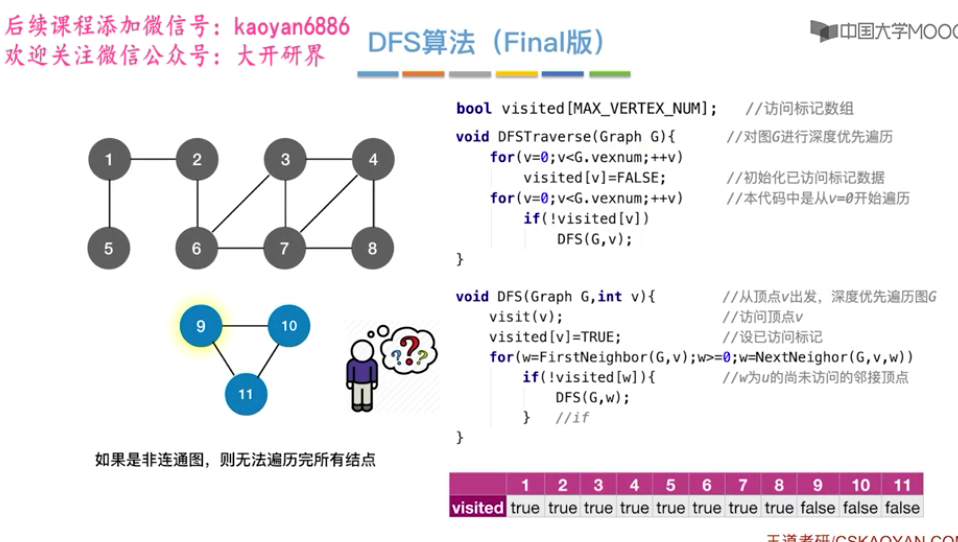 后续课程添加微信号：kaoyan6886
欢迎关注微信公众号：大开研界
中国大学MOOC
DFS算法（Final版）
bool visited[MAX_VERTEX_NUM]; //访问标记数组
void DFSTraverse(Graph G){ //对图G进行深度优先遍历
for(v=0;v<G.vexnum;++v)
visited[v]=FALSE; //初始化已访问标记数据
for(v=0;v<G.vexnum;++v) //本代码中是从v=0开始遍历
if(!visited[v])
DFS(G,v);
}
void DFS(Graph G,int v){ //从顶点v出发，深度优先遍历图G
visit(v); //访问顶点v
visited[v]=TRUE; //设已访问标记
for(w=FirstNeighbor(G,v);w>=0;w=NextNeighor(G,v,w))
if(!visited[w]){ //w为u的尚未访问的邻接顶点
DFS(G,w);
} //if
}
1 2 3 4
5 6 7 8
9 10
11
如果是非连通图，则无法遍历完所有结点
1 2 3 4 5 6 7 8 9 10 11
visited true true true true true true true true false false false
王道考研/CSKAOYAN.COM